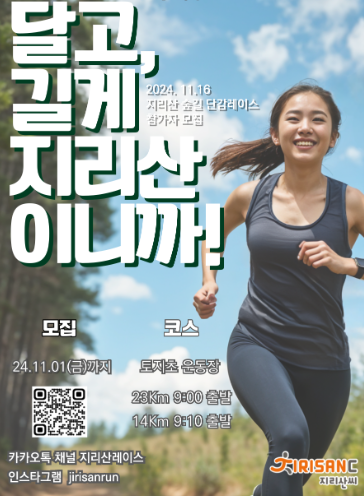 달고,
길게
지리산
이니까!
2024. 11.16
지리산 숲길 단감레이스
참가자 모집
모집
코스
24.11.01(금)까지
토지초 운동장
23Km 9:00 출발
14Km 9:10 출발
카카오톡 채널 지리산레이스
인스타그램 jirisanrun
JIRISANC
지리산씨